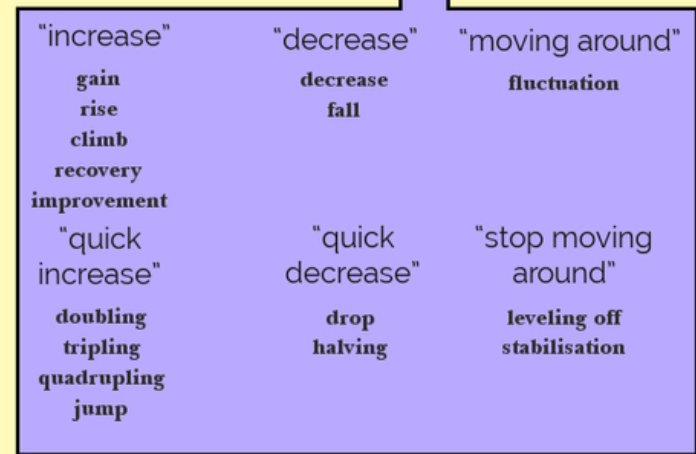 “increase”
gain
rise
climb
recovery
improvement
“decrease”
decrease
fall
“moving around”
fluctuation
“quick
increase”
doubling
tripling
quadrupling
jump
“quick
decrease”
drop
halving
“stop moving
around”
leveling off
stabilisation